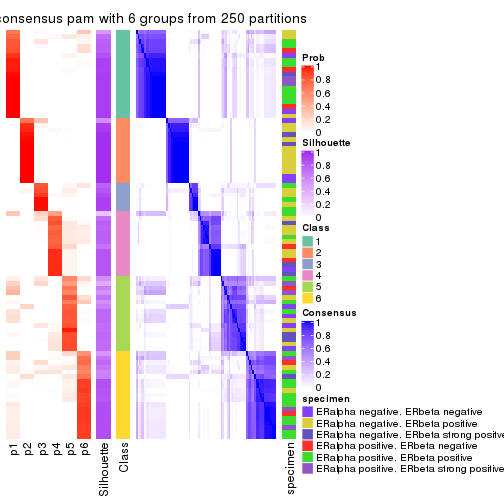 consensus pam with 6 groups from 250 partitions
Prob
1
0.8
0.6
0.4
0.2
0
Silhouette
1
0.8
0.6
0.4
0.2
0
Class
1
2
3
4
5
6
Consensus
1
0.8
0.6
0.4
0.2
0
specimen
ERalpha negative. ERbeta negative
ERalpha negative. ERbeta positive
ERalpha negative. ERbeta strong positive
ERalpha positive. ERbeta negative
ERalpha positive. ERbeta positive
ERalpha positive. ERbeta strong positive
p1
p2
p3
p4
p5
p6
Silhouette
Class
specimen